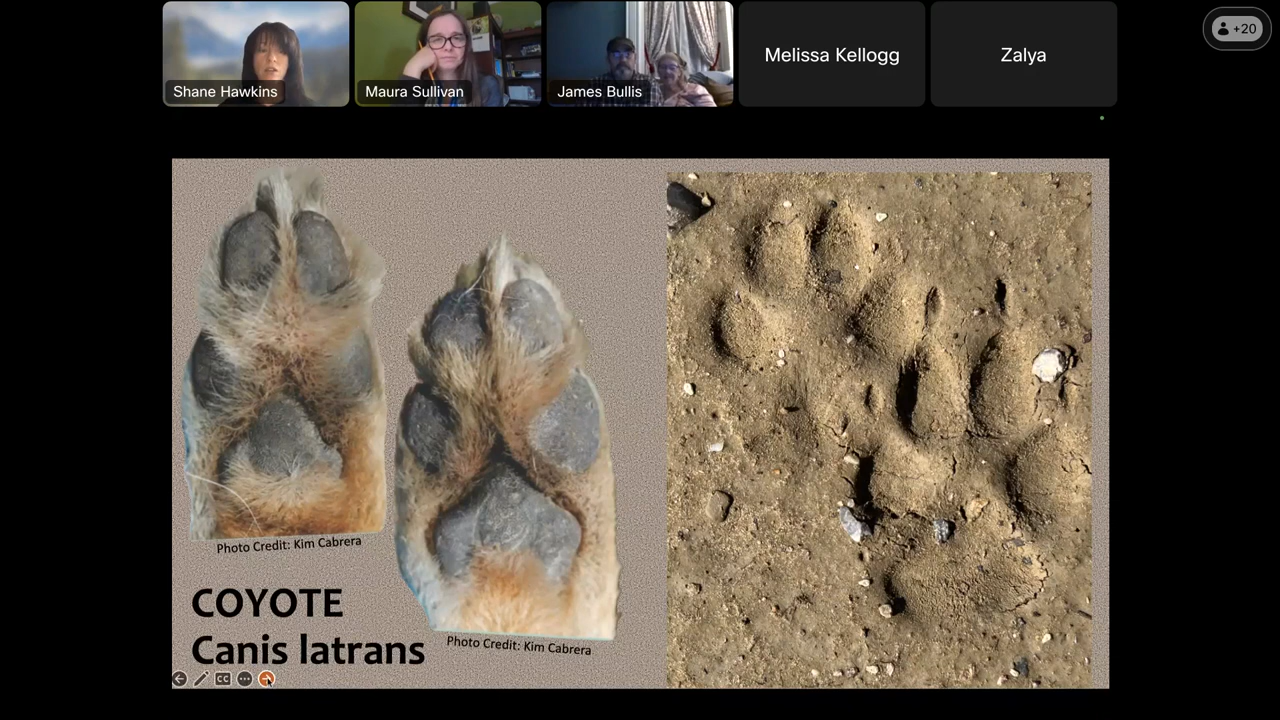 Shane Hawkins
Maura Sullivan
James Bullis
Melissa Kellogg
Zalya
+20
Photo Credit: Kim Cabrera
COYOTE
Canis latrans
Photo Credit: Kim Cabrera
CC